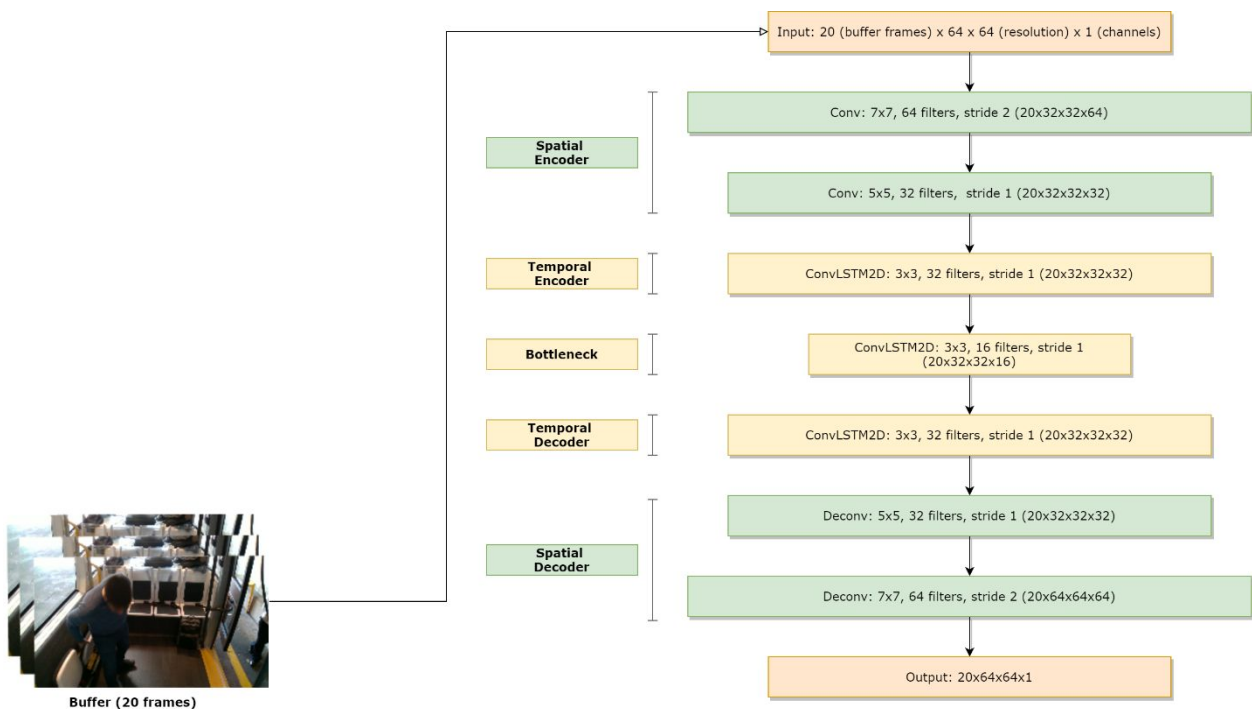 Input: 20 (buffer frames) x 64 x 64 (resolution) x 1 (channels)
Conv: 7x7, 64 filters, stride 2 (20x32x32x64)
Spatial
Encoder
Conv: 5x5, 32 filters, stride 1 (20x32x32x32)
Temporal
Encoder
ConvLSTM2D: 3x3, 32 filters, stride 1 (20x32x32x32)
Bottleneck
ConvLSTM2D: 3x3, 16 filters, stride 1
(20x32x32x16)
Temporal
Decoder
ConvLSTM2D: 3x3, 32 filters, stride 1 (20x32x32x32)
Deconv: 5x5, 32 filters, stride 1 (20x32x32x32)
Spatial
Decoder
Deconv: 7x7, 64 filters, stride 2 (20x64x64x64)
Output: 20x64x64x1
Buffer (20 frames)